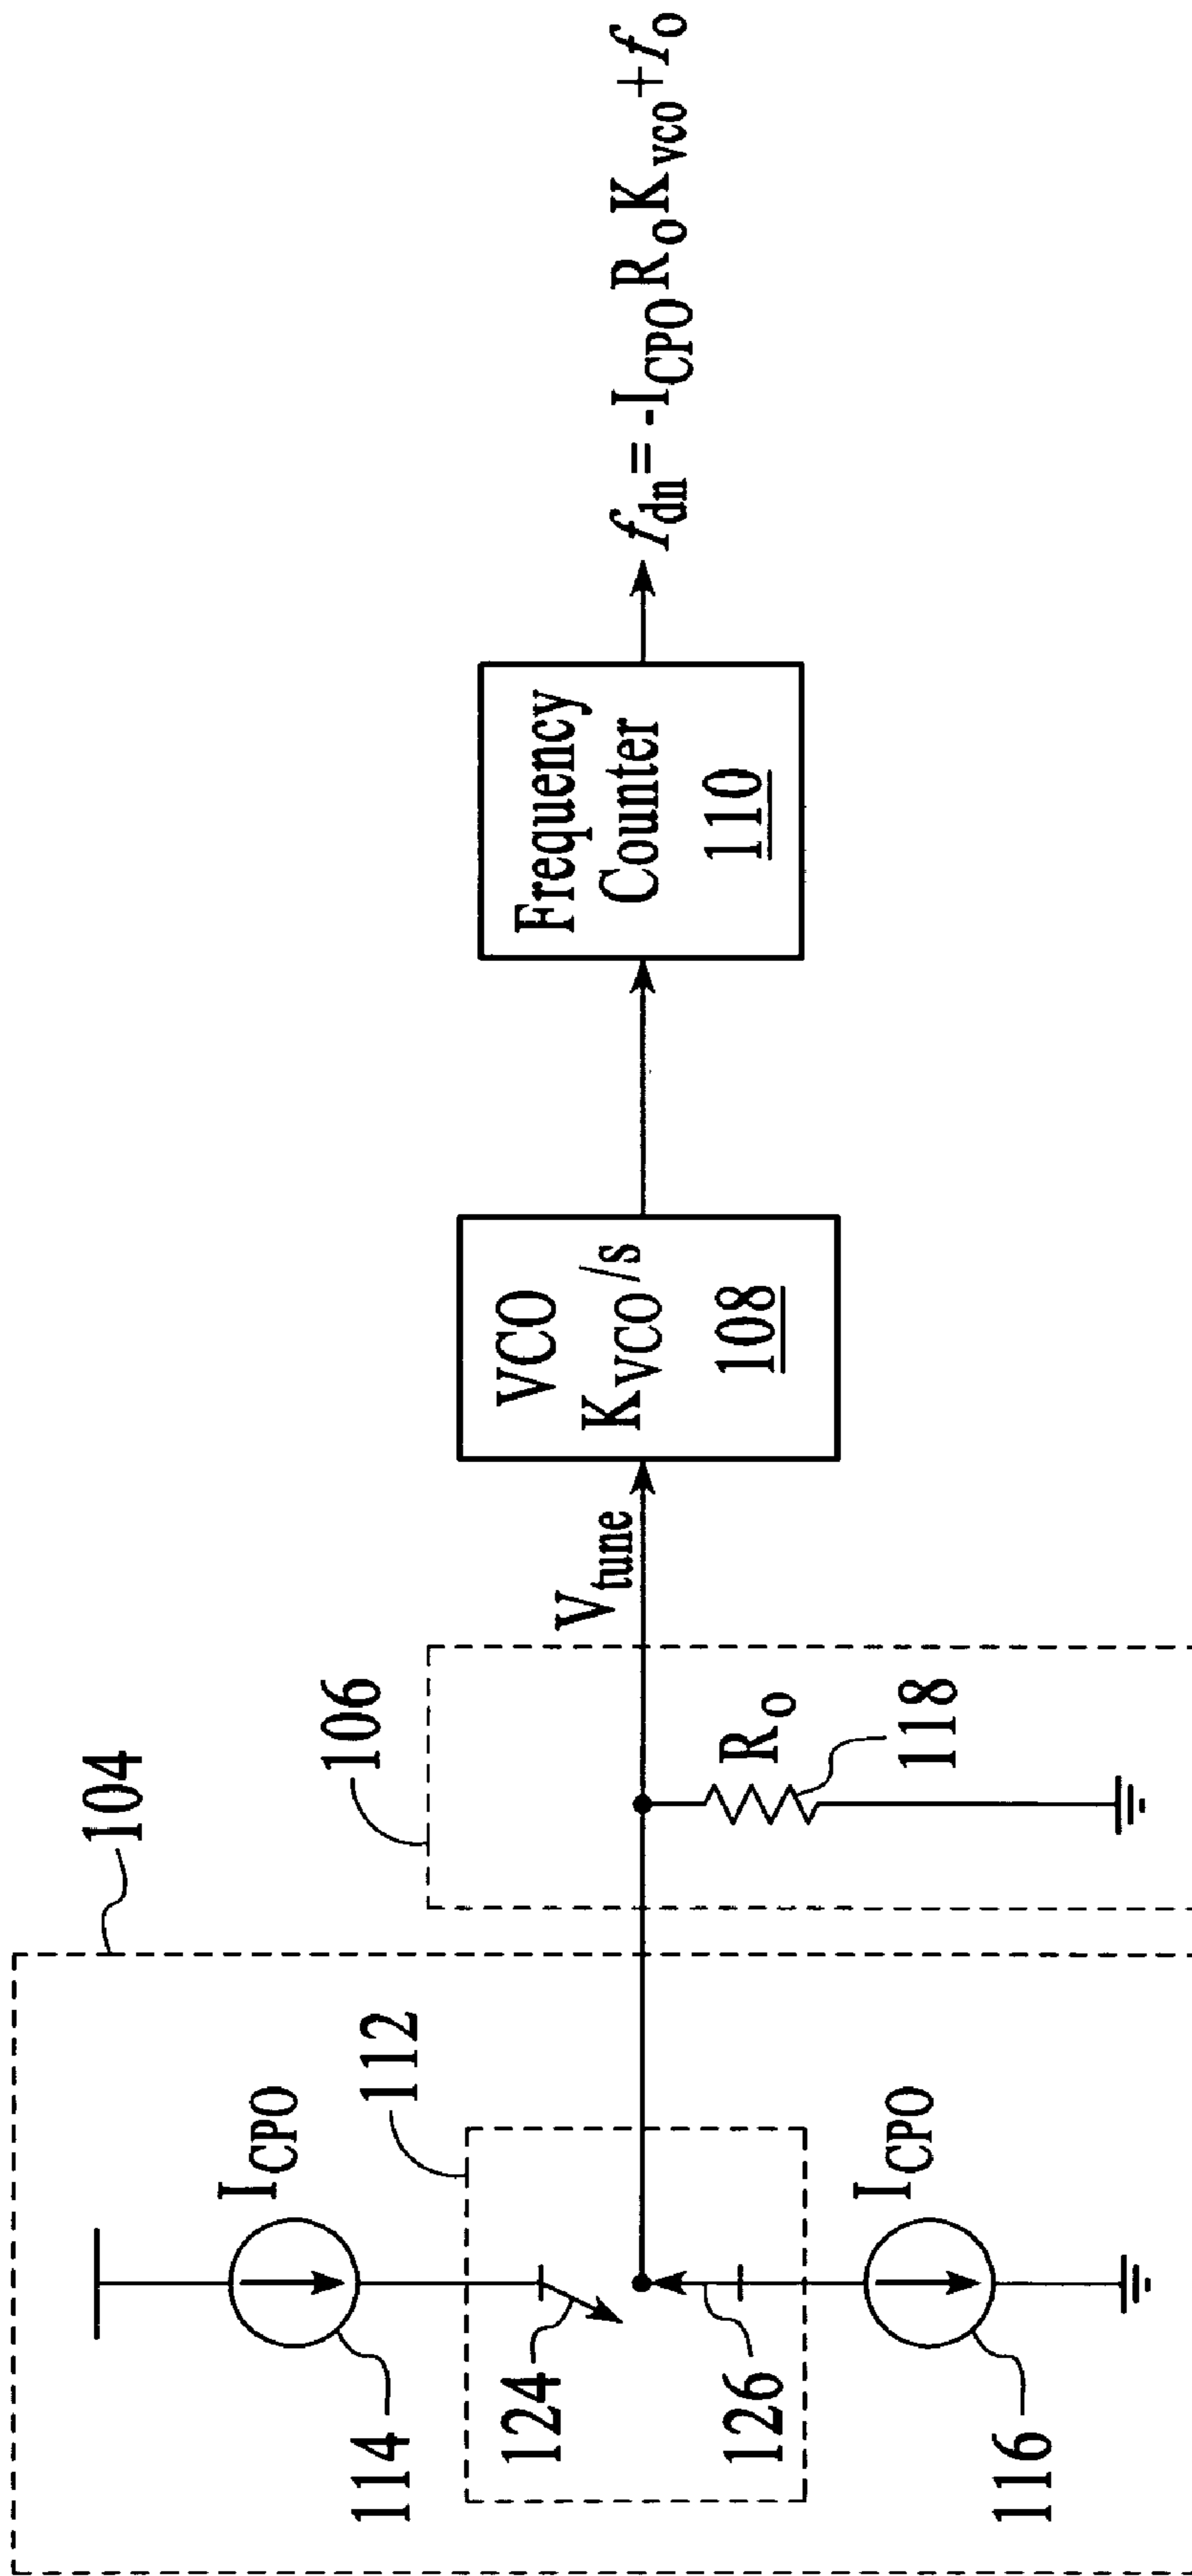 104
I_CPO
114
112
124
126
I_CPO
116
106
R_o
118
V_tune
VCO
K_VCO/s
108
Frequency
Counter
110
f_dn = -I_CPO R_o K_vco + f_o